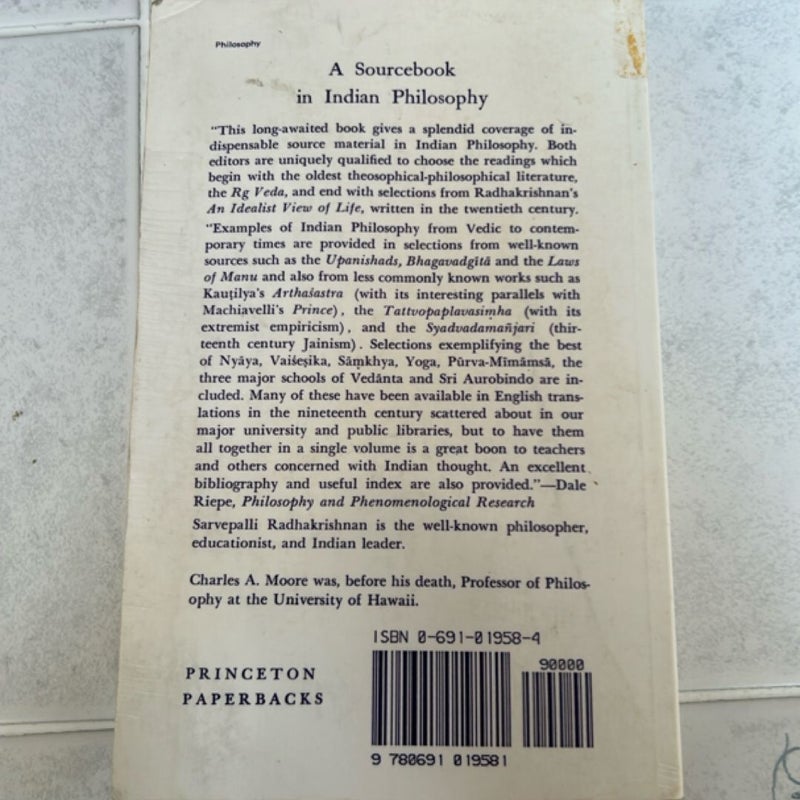 Philosophy
A Sourcebook
in Indian Philosophy
"This long-awaited book gives a splendid coverage of in-
dispensable source material in Indian Philosophy. Both
editors are uniquely qualified to choose the readings which
begin with the oldest theosophical-philosophical literature,
the Rg Veda, and end with selections from Radhakrishnan's
An Idealist View of Life, written in the twentieth century.
"Examples of Indian Philosophy from Vedic to contem-
porary times are provided in selections from well-known
sources such as the Upanishads, Bhagavadgītā and the Laws
of Manu and also from less commonly known works such as
Kauṭilya's Arthaśastra (with its interesting parallels with
Machiavelli's Prince), the Tattvopaplavasiṁha (with its
extremist empiricism), and the Syadvadamañjari (thir-
teenth century Jainism). Selections exemplifying the best
of Nyāya, Vaiśeṣika, Sāṃkhya, Yoga, Pūrva-Mīmāṃsā, the
three major schools of Vedānta and Sri Aurobindo are in-
cluded. Many of these have been available in English trans-
lations in the nineteenth century scattered about in our
major university and public libraries, but to have them
all together in a single volume is a great boon to teachers
and others concerned with Indian thought. An excellent
bibliography and useful index are also provided."—Dale
Riepe, Philosophy and Phenomenological Research
Sarvepalli Radhakrishnan is the well-known philosopher,
educationist, and Indian leader.
Charles A. Moore was, before his death, Professor of Philos-
ophy at the University of Hawaii.
ISBN 0-691-01958-4
90000
PRINCETON
PAPERBACKS
9 780691 019581